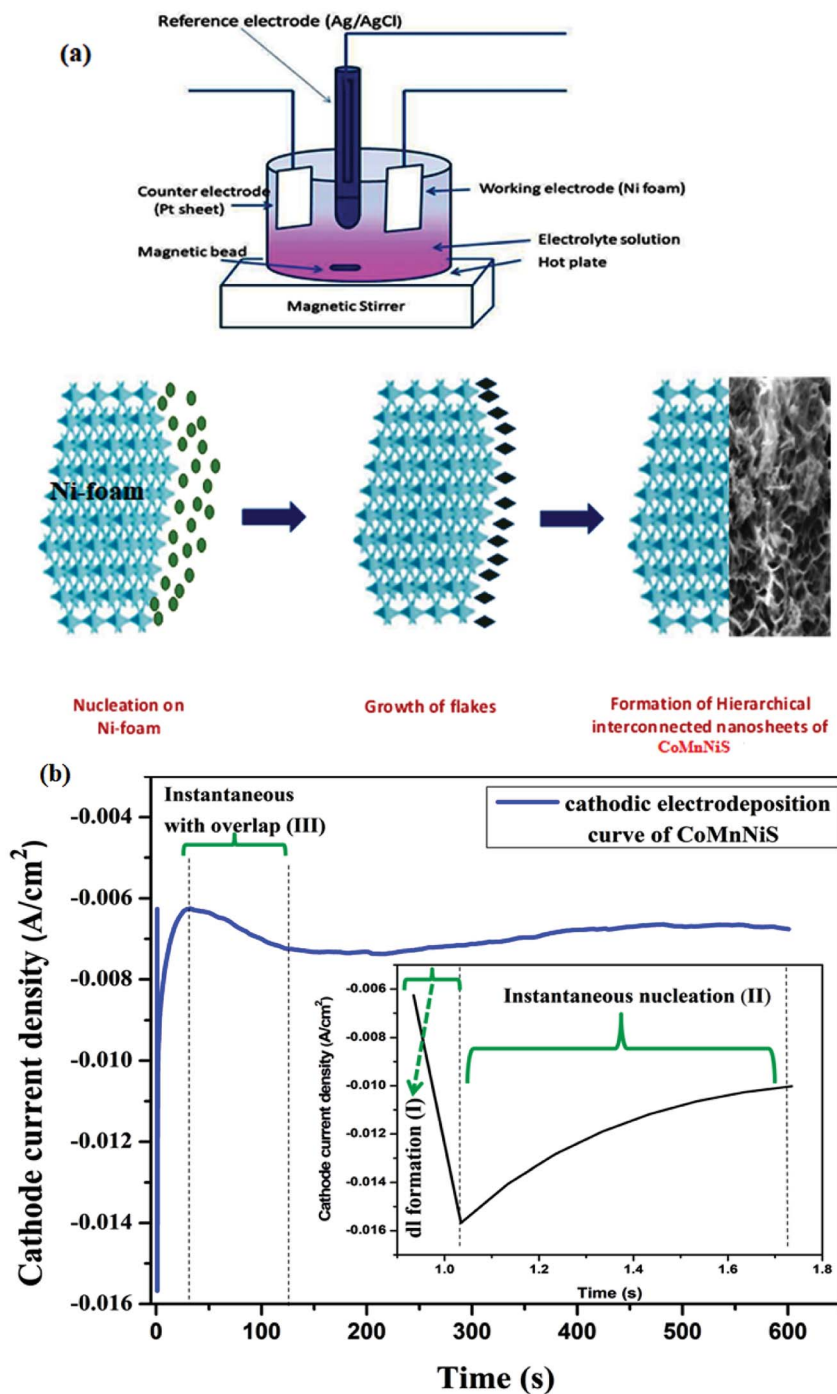 (a)
Reference electrode (Ag/AgCl)
Counter electrode
(Pt sheet)
Working electrode (Ni foam)
Magnetic bead
Electrolyte solution
Hot plate
Magnetic Stirrer
Ni-foam
Nucleation on
Ni-foam
Growth of flakes
Formation of Hierarchical
interconnected nanosheets of
CoMnNiS
(b)
Instantaneous
with overlap (III)
cathodic electrodeposition
curve of CoMnNiS
Cathode current density (A/cm²)
-0.004
-0.006
-0.008
-0.010
-0.012
-0.014
-0.016
0
100
200
300
400
500
600
Time (s)
Instantaneous nucleation (II)
dl formation (I)
Cathode current density (A/cm²)
-0.006
-0.008
-0.010
-0.012
-0.014
-0.016
1.0
1.2
1.4
1.6
1.8
Time (s)